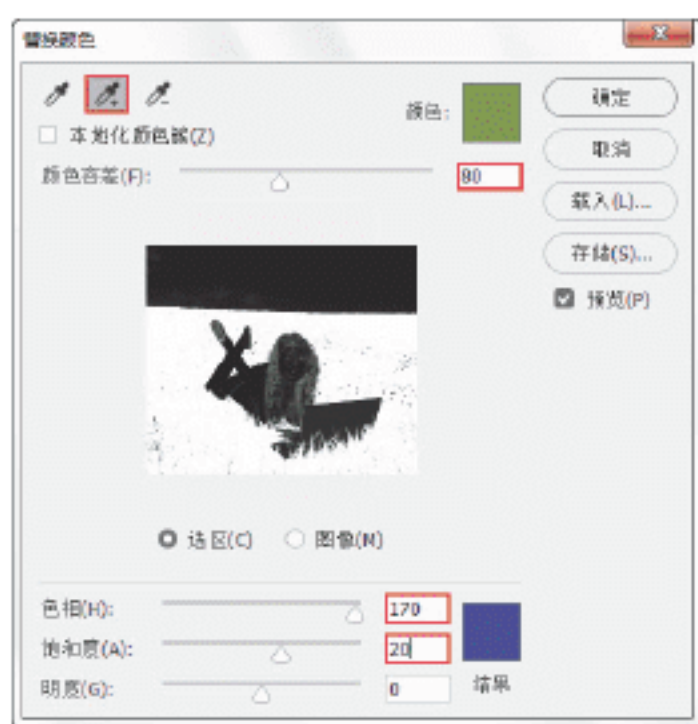 替换颜色
颜色:
确定
本地化颜色簇(Z)
取消
颜色容差(F):
80
载入(L)...
存储(S)...
预览(P)
选区(C)
图像(M)
色相(H):
170
饱和度(A):
20
明度(G):
0
结果